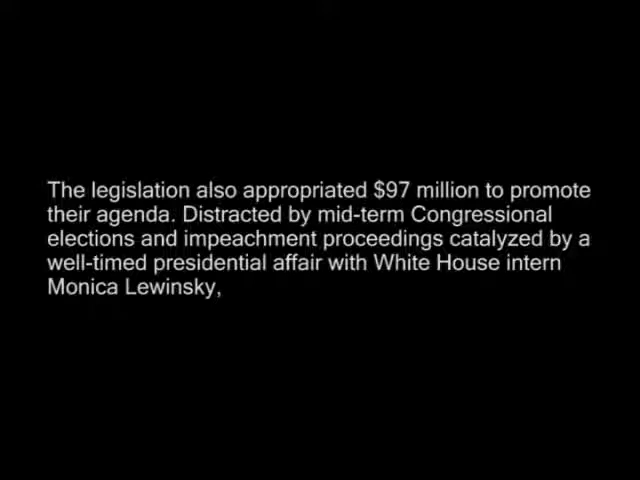 The legislation also appropriated $97 million to promote
their agenda. Distracted by mid-term Congressional
elections and impeachment proceedings catalyzed by a
well-timed presidential affair with White House intern
Monica Lewinsky,